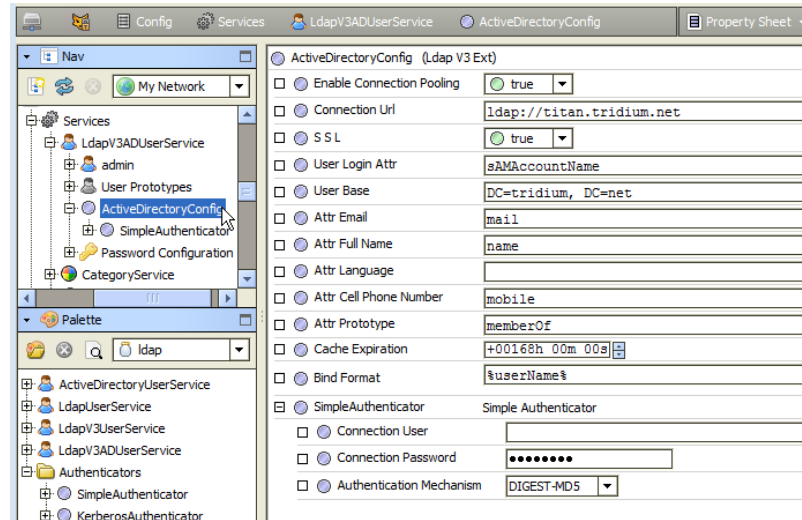 Config Services LdapV3ADUserService ActiveDirectoryConfig Property Sheet
Nav
My Network
Services
LdapV3ADUserService
admin
User Prototypes
ActiveDirectoryConfig
SimpleAuthenticator
Password Configuration
CategoryService
Palette
ldap
ActiveDirectoryUserService
LdapUserService
LdapV3UserService
LdapV3ADUserService
Authenticators
SimpleAuthenticator
KerberosAuthenticator
ActiveDirectoryConfig (Ldap V3 Ext)
Enable Connection Pooling true
Connection Url ldap://titan.tridium.net
S S L true
User Login Attr sAMAccountName
User Base DC=tridium, DC=net
Attr Email mail
Attr Full Name name
Attr Language
Attr Cell Phone Number mobile
Attr Prototype memberOf
Cache Expiration +00168h 00m 00s
Bind Format %userName%
SimpleAuthenticator Simple Authenticator
Connection User
Connection Password ••••••••
Authentication Mechanism DIGEST-MD5